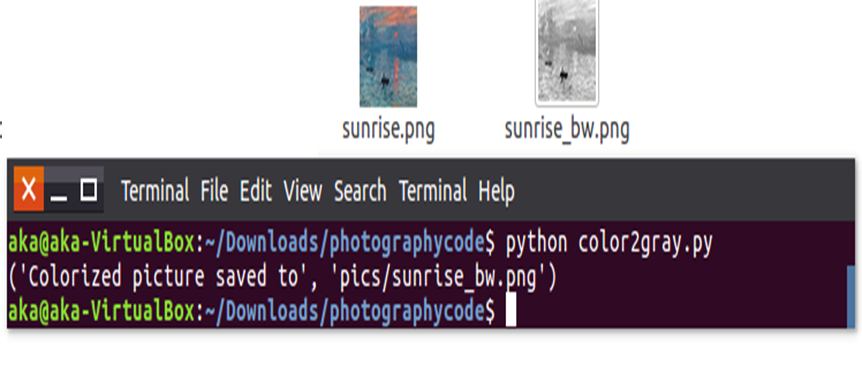 sunrise.png sunrise_bw.png
X Terminal File Edit View Search Terminal Help
aka@aka-VirtualBox:~/Downloads/photographycode$ python color2gray.py
('Colorized picture saved to', 'pics/sunrise_bw.png')
aka@aka-VirtualBox:~/Downloads/photographycode$